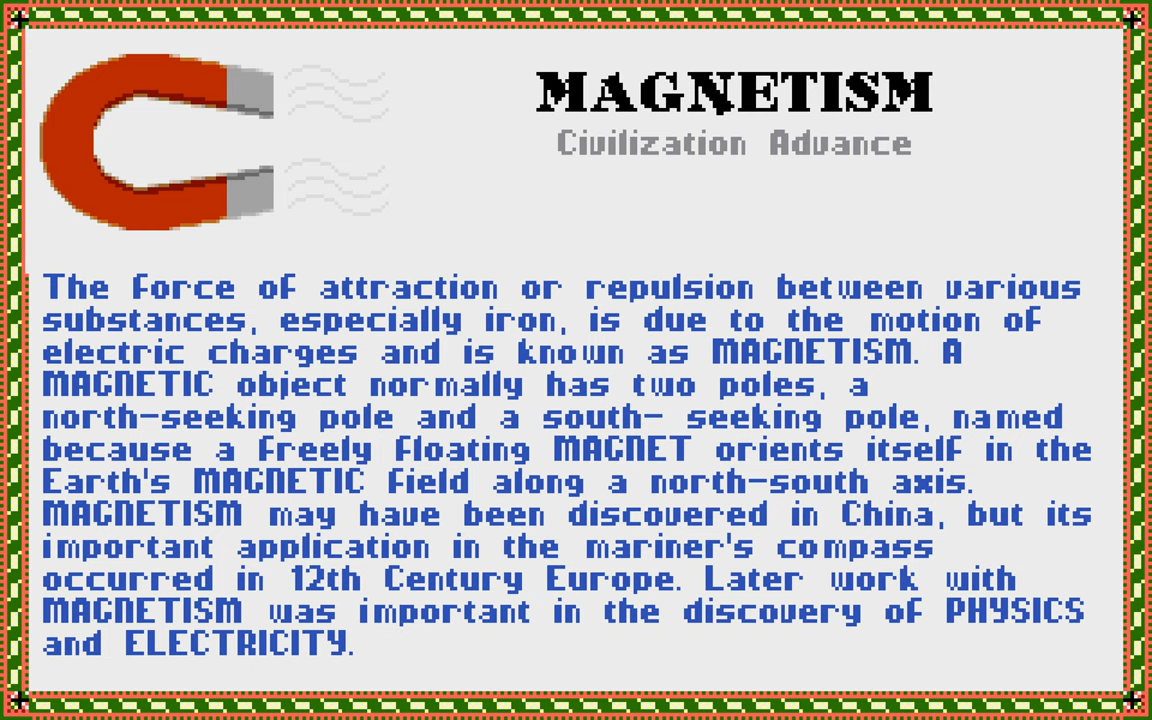 MAGNETISM
Civilization Advance
The force of attraction or repulsion between various
substances, especially iron, is due to the motion of
electric charges and is known as MAGNETISM. A
MAGNETIC object normally has two poles, a
north-seeking pole and a south- seeking pole, named
because a freely floating MAGNET orients itself in the
Earth's MAGNETIC field along a north-south axis.
MAGNETISM may have been discovered in China, but its
important application in the mariner's compass
occurred in 12th Century Europe. Later work with
MAGNETISM was important in the discovery of PHYSICS
and ELECTRICITY.